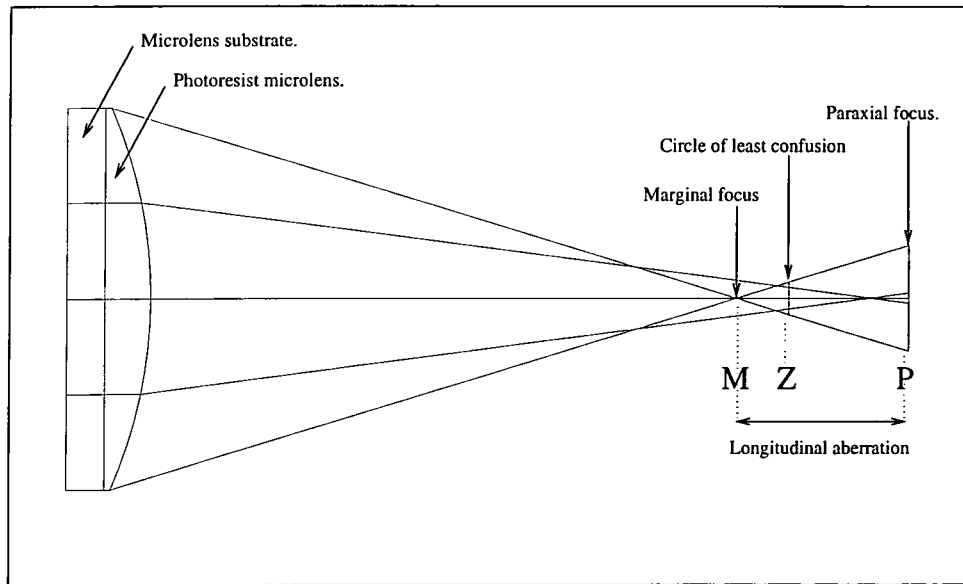 Microlens substrate.
Photoresist microlens.
Paraxial focus.
Circle of least confusion
Marginal focus
M Z P
Longitudinal aberration